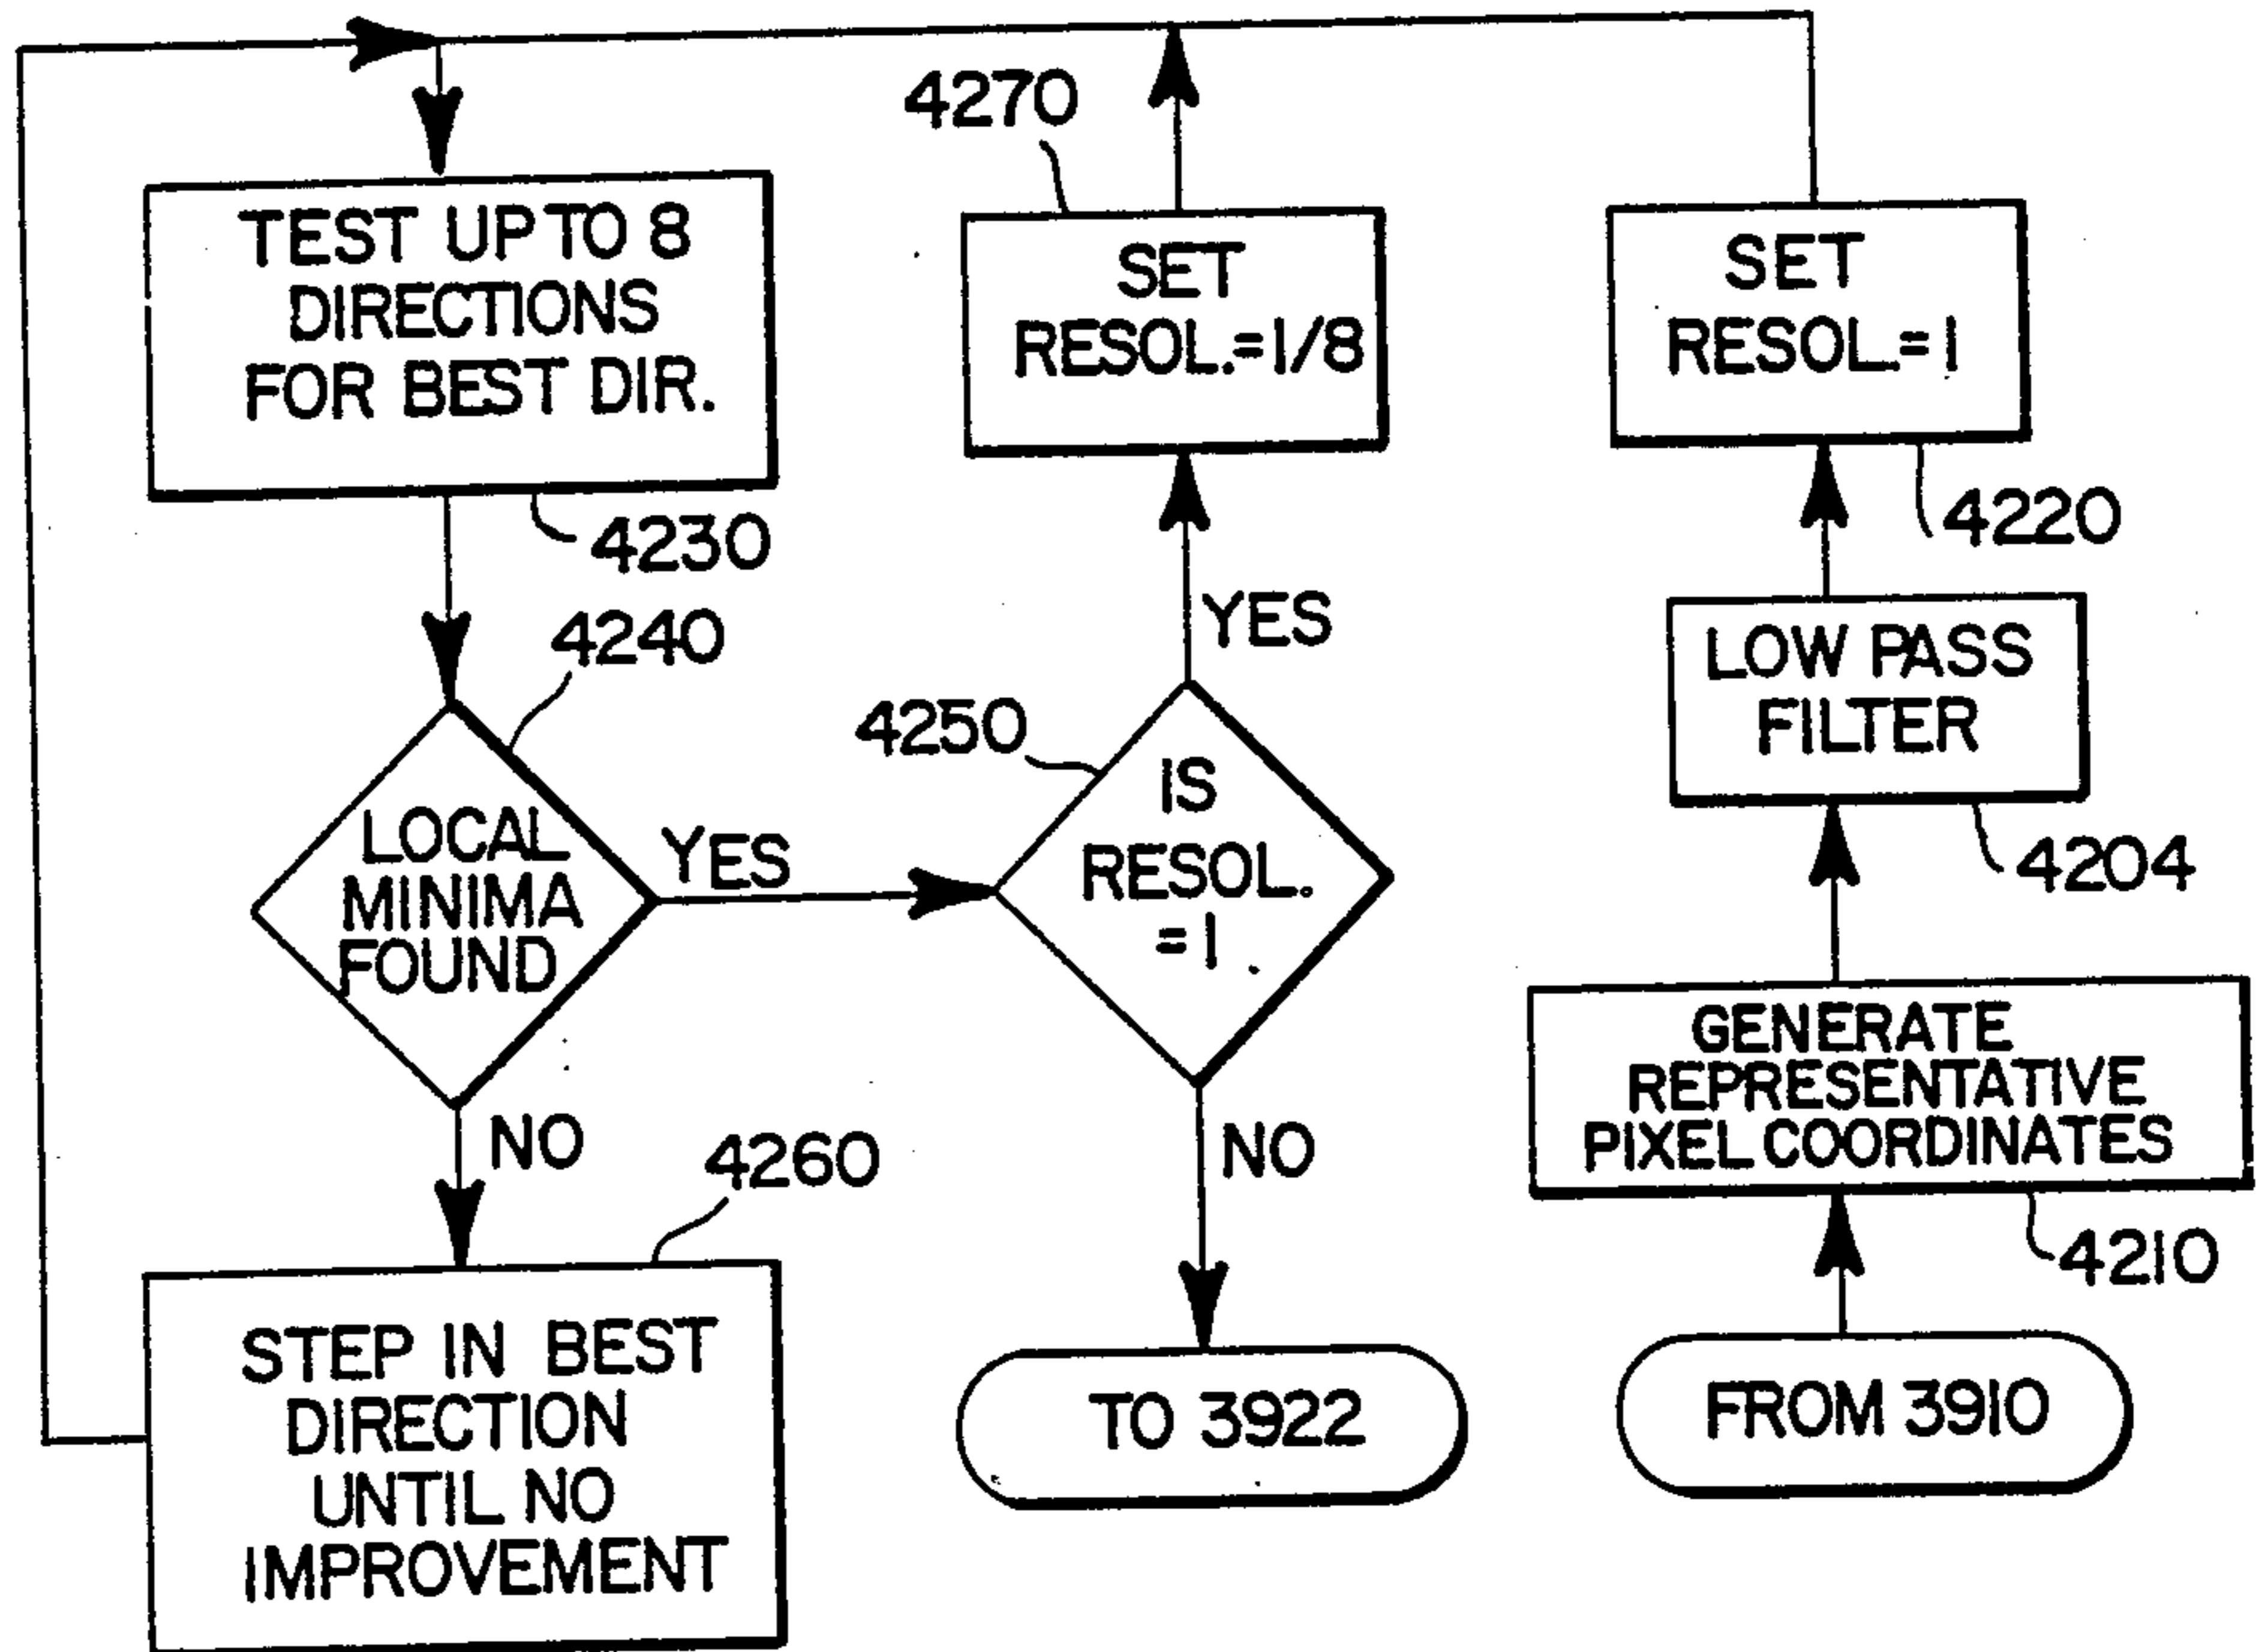 4270
TEST UP TO 8
DIRECTIONS
FOR BEST DIR.
SET
RESOL.=1/8
SET
RESOL.=1
4230
4220
4240
YES
LOW PASS
FILTER
4250
LOCAL
MINIMA
FOUND
YES
IS
RESOL.
=1
4204
GENERATE
REPRESENTATIVE
PIXEL COORDINATES
NO
4260
NO
4210
STEP IN BEST
DIRECTION
UNTIL NO
IMPROVEMENT
TO 3922
FROM 3910